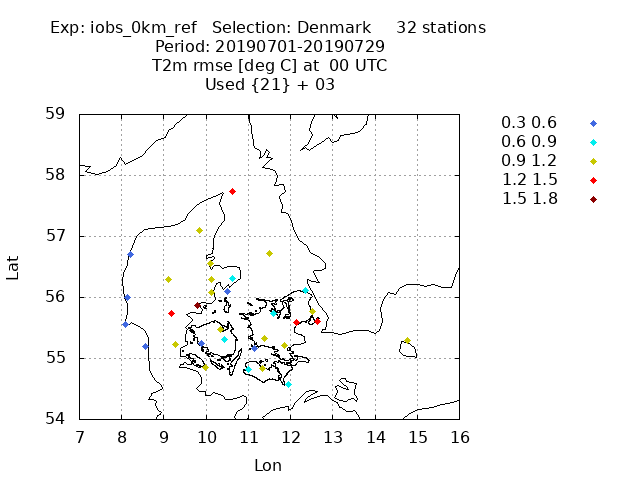 Exp: iobs_0km_ref   Selection: Denmark     32 stations
Period: 20190701-20190729
T2m rmse [deg C] at  00 UTC
Used {21} + 03
0.3 0.6
0.6 0.9
0.9 1.2
1.2 1.5
1.5 1.8
59
58
57
56
55
54
Lat
7 8 9 10 11 12 13 14 15 16
Lon